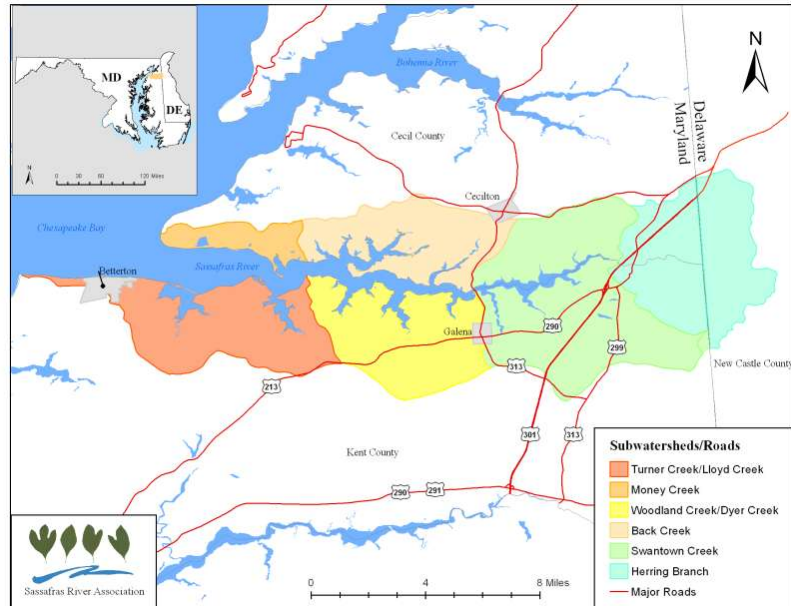 MD
DE
N
0 30 60 120 Miles
Bohemia River
Cecil County
Cecilton
Delaware
Maryland
N
Chesapeake Bay
Sassafras River
Betterton
Galena
290
299
213
313
New Castle County
301
313
Kent County
290
291
Sassafras River Association
0 4 8 Miles
Subwatersheds/Roads
Turner Creek/Lloyd Creek
Money Creek
Woodland Creek/Dyer Creek
Back Creek
Swantown Creek
Herring Branch
Major Roads